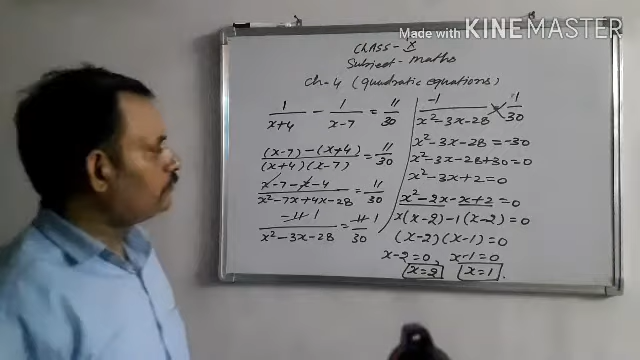 Made with KINEMASTER
CLASS - X
Subject - Maths
Ch-4 (Quadratic equations)
1/(x+4) - 1/(x-7) = 11/30
((x-7)-(x+4))/((x+4)(x-7)) = 11/30
(x-7-x-4)/(x²-7x+4x-28) = 11/30
-11 1/(x²-3x-28) = 11 1/30
-1/(x²-3x-28) = 1/30
x²-3x-28 = -30
x²-3x-28+30 = 0
x²-3x+2 = 0
x²-2x-x+2 = 0
x(x-2)-1(x-2) = 0
(x-2)(x-1) = 0
x-2=0, x-1=0
x=2 x=1.